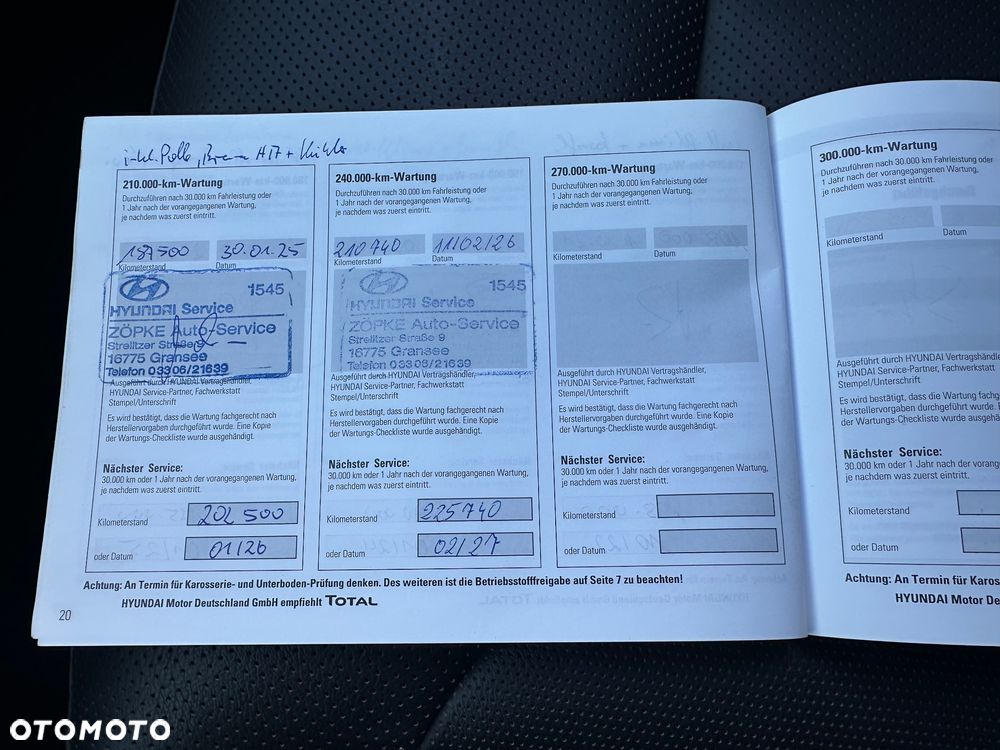 inkl. Poll, Brems H17 +
210.000-km-Wartung
Durchzuführen nach 30.000 km Fahrleistung oder
1 Jahr nach der vorangegangenen Wartung,
je nachdem was zuerst eintritt.
187500 30.01.25
Kilometerstand Datum
1545
HYUNDAI Service
ZÖPKE Auto-Service
Strelitzer Straße 9
16775 Gransee
Telefon 03306/21639
Ausgeführt durch HYUNDAI Vertragshändler,
HYUNDAI Service-Partner, Fachwerkstatt
Stempel/Unterschrift
Es wird bestätigt, dass die Wartung fachgerecht nach
Herstellervorgaben durchgeführt wurde. Eine Kopie
der Wartungs-Checkliste wurde ausgehändigt.
Nächster Service:
30.000 km oder 1 Jahr nach der vorangegangenen Wartung,
je nachdem was zuerst eintritt.
Kilometerstand 202 500
oder Datum 01/26
240.000-km-Wartung
Durchzuführen nach 30.000 km Fahrleistung oder
1 Jahr nach der vorangegangenen Wartung,
je nachdem was zuerst eintritt.
210740 11/02/26
Kilometerstand Datum
1545
HYUNDAI Service
ZÖPKE Auto-Service
Strelitzer Straße 9
16775 Gransee
Telefon 03306/21639
Ausgeführt durch HYUNDAI Vertragshändler,
HYUNDAI Service-Partner, Fachwerkstatt
Stempel/Unterschrift
Es wird bestätigt, dass die Wartung fachgerecht nach
Herstellervorgaben durchgeführt wurde. Eine Kopie
der Wartungs-Checkliste wurde ausgehändigt.
Nächster Service:
30.000 km oder 1 Jahr nach der vorangegangenen Wartung,
je nachdem was zuerst eintritt.
Kilometerstand 225740
oder Datum 02/27
270.000-km-Wartung
Durchzuführen nach 30.000 km Fahrleistung oder
1 Jahr nach der vorangegangenen Wartung,
je nachdem was zuerst eintritt.
Kilometerstand Datum
Ausgeführt durch HYUNDAI Vertragshändler,
HYUNDAI Service-Partner, Fachwerkstatt
Stempel/Unterschrift
Es wird bestätigt, dass die Wartung fachgerecht nach
Herstellervorgaben durchgeführt wurde. Eine Kopie
der Wartungs-Checkliste wurde ausgehändigt.
Nächster Service:
30.000 km oder 1 Jahr nach der vorangegangenen Wartung,
je nachdem was zuerst eintritt.
Kilometerstand
oder Datum
Achtung: An Termin für Karosserie- und Unterboden-Prüfung denken. Des weiteren ist die Betriebsstofffreigabe auf Seite 7 zu beachten!
HYUNDAI Motor Deutschland GmbH empfiehlt TOTAL
20
300.000-km-Wartung
Durchzuführen nach 30.000 km Fahrleistung oder
1 Jahr nach der vorangegangenen Wartung,
je nachdem was zuerst eintritt.
Kilometerstand Datum
Ausgeführt durch HYUNDAI Vertragshändler,
HYUNDAI Service-Partner, Fachwerkstatt
Stempel/Unterschrift
Es wird bestätigt, dass die Wartung fachg
Herstellervorgaben durchgeführt wurde. E
der Wartungs-Checkliste wurde ausgehän
Nächster Service:
30.000 km oder 1 Jahr nach der vorangega
je nachdem was zuerst eintritt.
Kilometerstand
oder Datum
Achtung: An Termin für Kaross
HYUNDAI Motor De
OTOMOTO